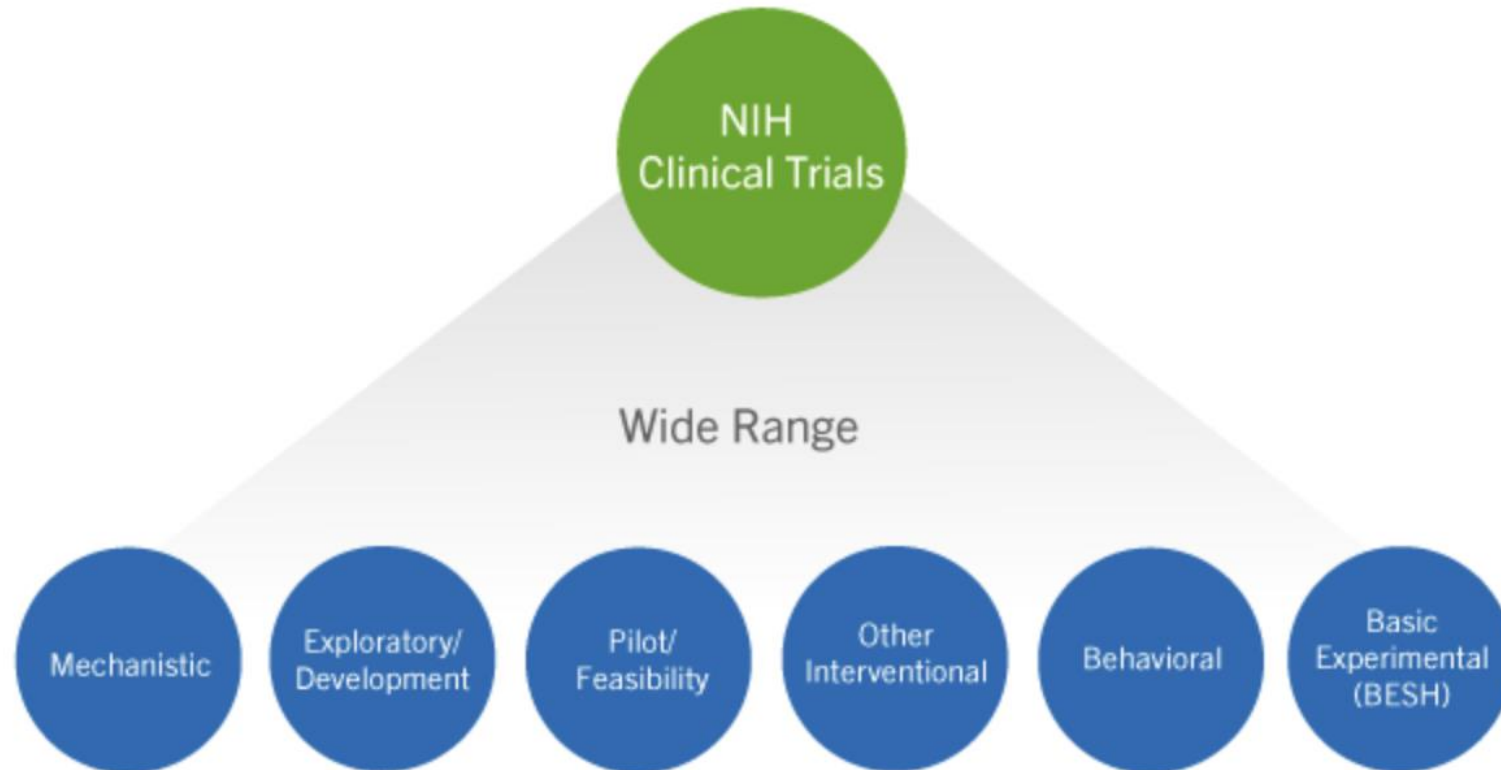 NIH
Clinical Trials
Wide Range
Mechanistic
Exploratory/
Development
Pilot/
Feasibility
Other
Interventional
Behavioral
Basic
Experimental
(BESH)